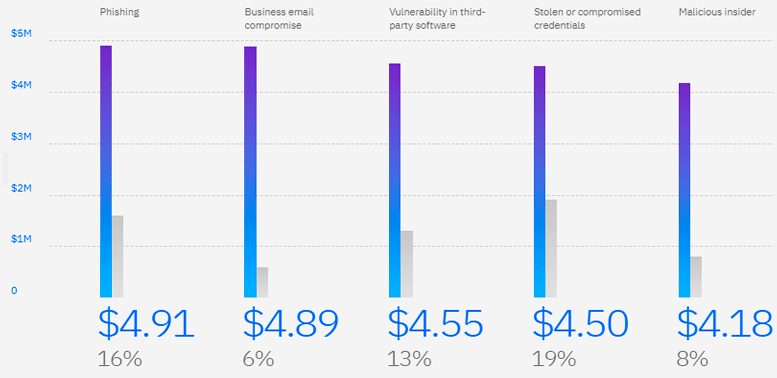 Phishing
Business email
compromise
Vulnerability in third-
party software
Stolen or compromised
credentials
Malicious insider
$5M
$4M
$3M
$2M
$1M
0
$4.91
$4.89
$4.55
$4.50
$4.18
16%
6%
13%
19%
8%